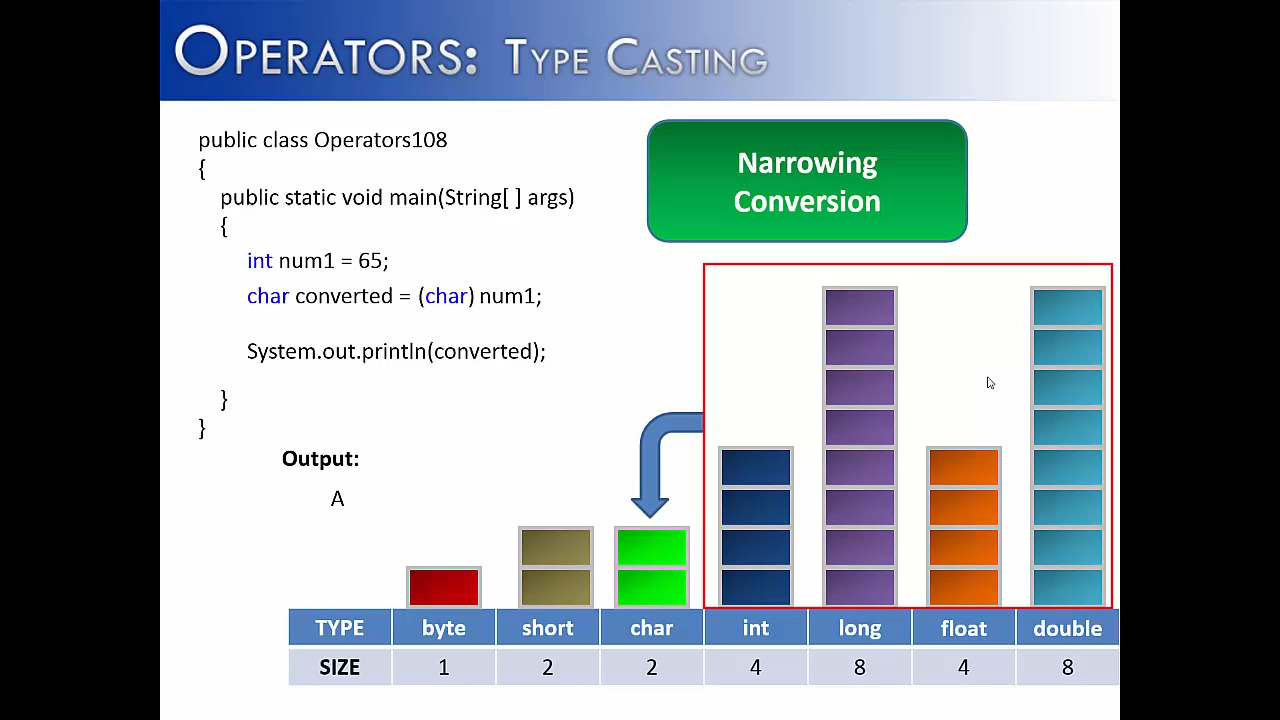 OPERATORS: TYPE CASTING
public class Operators108
{
public static void main(String[ ] args)
{
int num1 = 65;
char converted = (char) num1;
System.out.println(converted);
}
}
Output:
A
Narrowing
Conversion
TYPE byte short char int long float double
SIZE 1 2 2 4 8 4 8